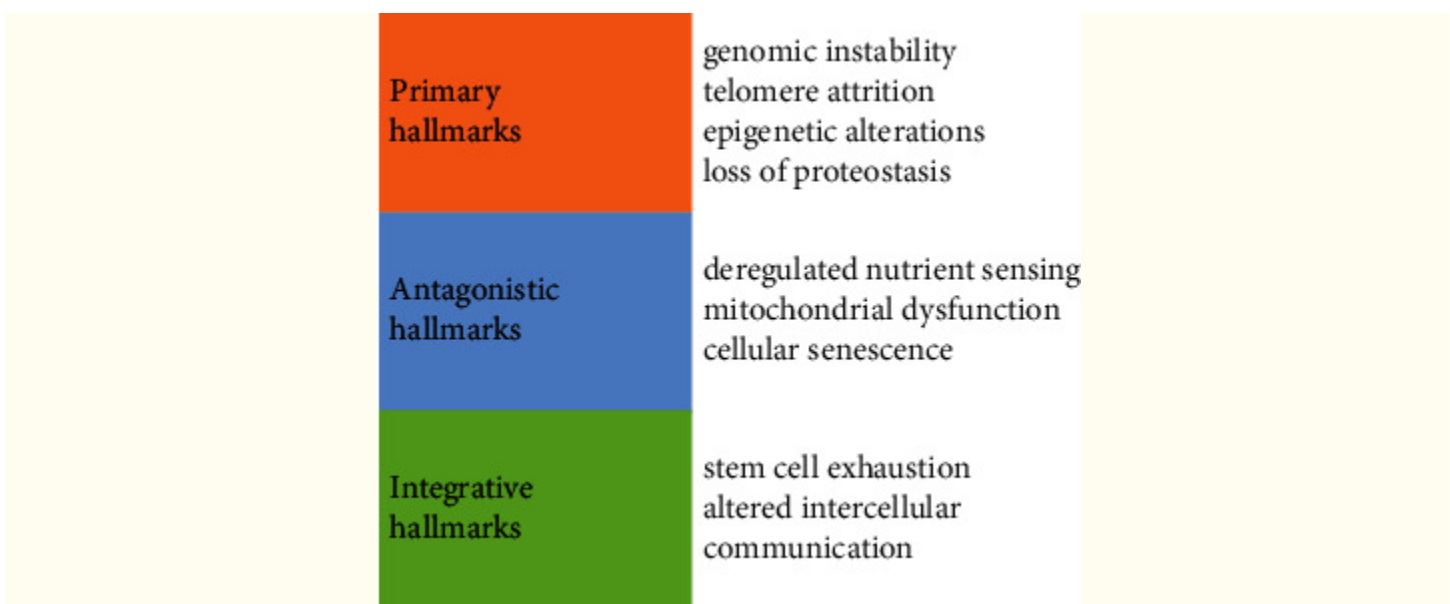 Primary
hallmarks
genomic instability
telomere attrition
epigenetic alterations
loss of proteostasis
Antagonistic
hallmarks
deregulated nutrient sensing
mitochondrial dysfunction
cellular senescence
Integrative
hallmarks
stem cell exhaustion
altered intercellular
communication